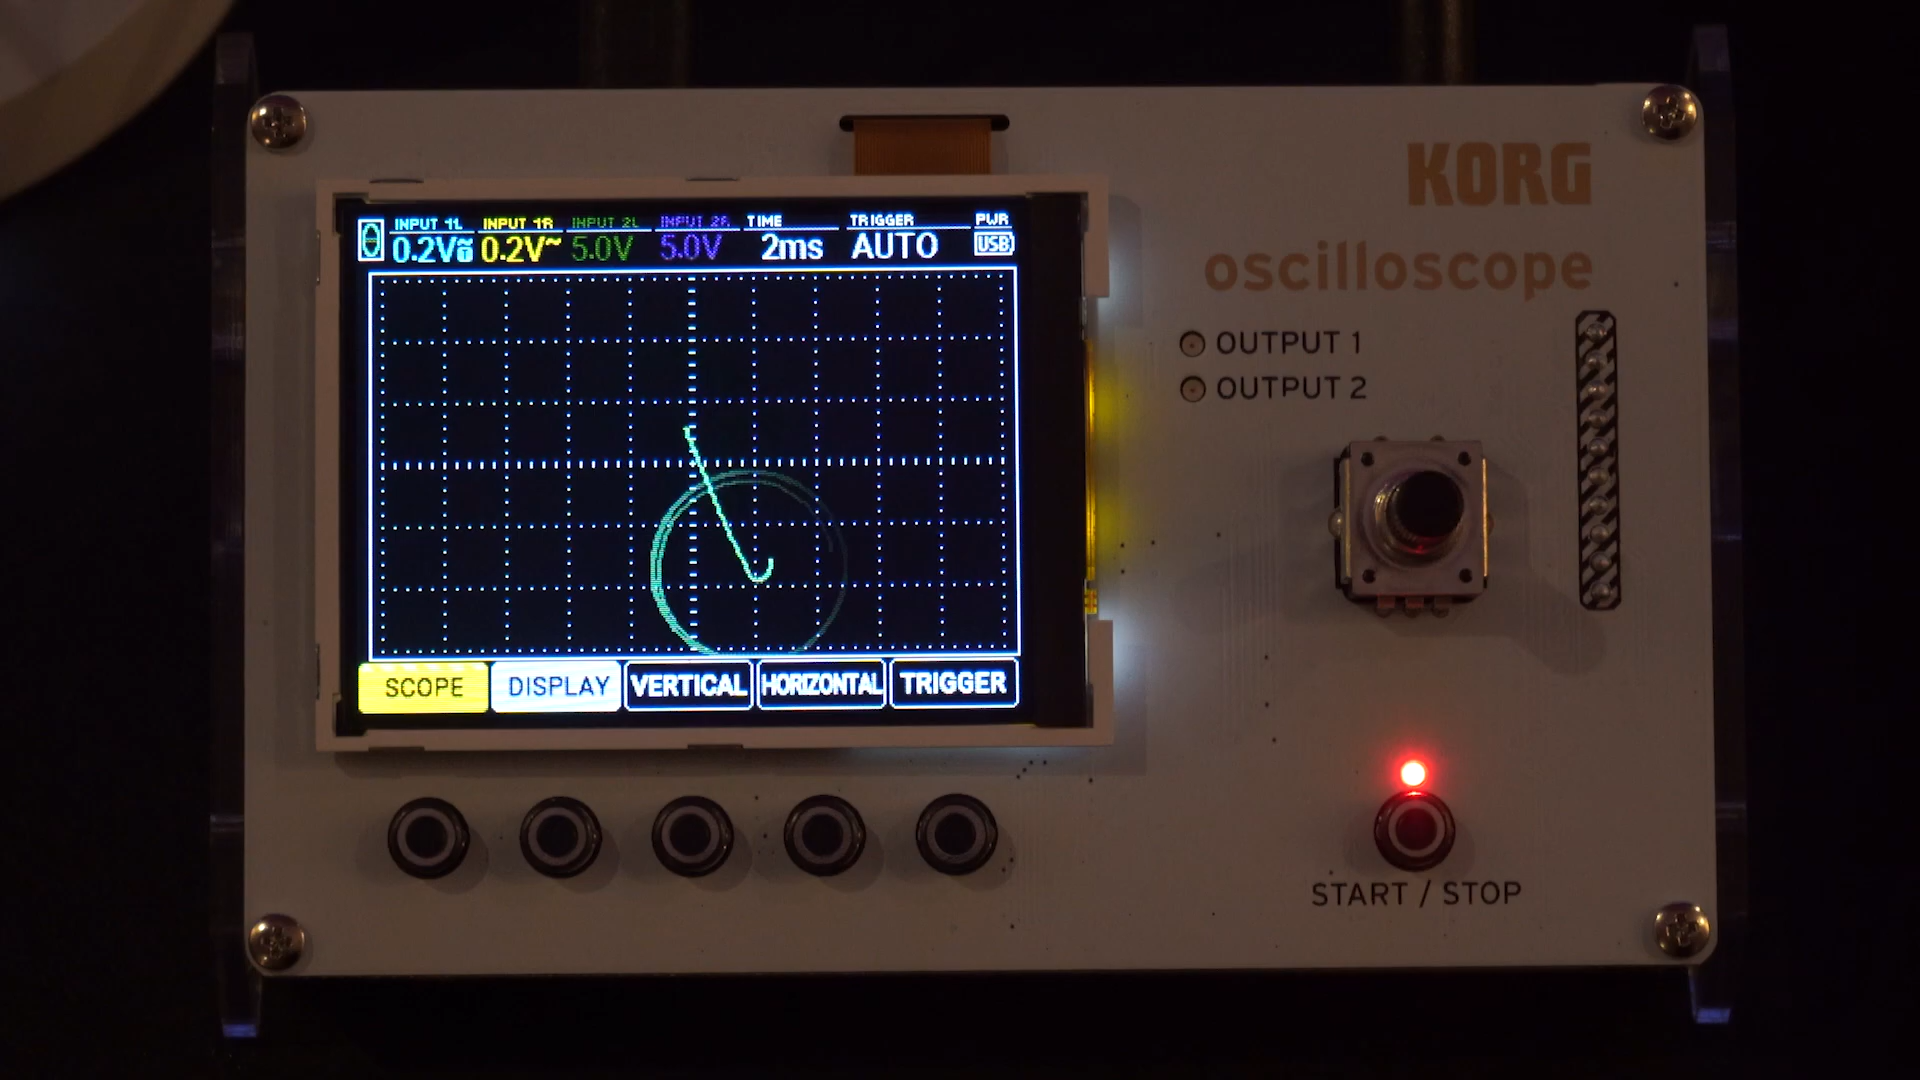 KORG
oscilloscope
INPUT 1L INPUT 1R INPUT 2L INPUT 2R TIME TRIGGER PWR
0.2V 0.2V~ 5.0V 5.0V 2ms AUTO USB
OUTPUT 1
OUTPUT 2
SCOPE DISPLAY VERTICAL HORIZONTAL TRIGGER
START / STOP